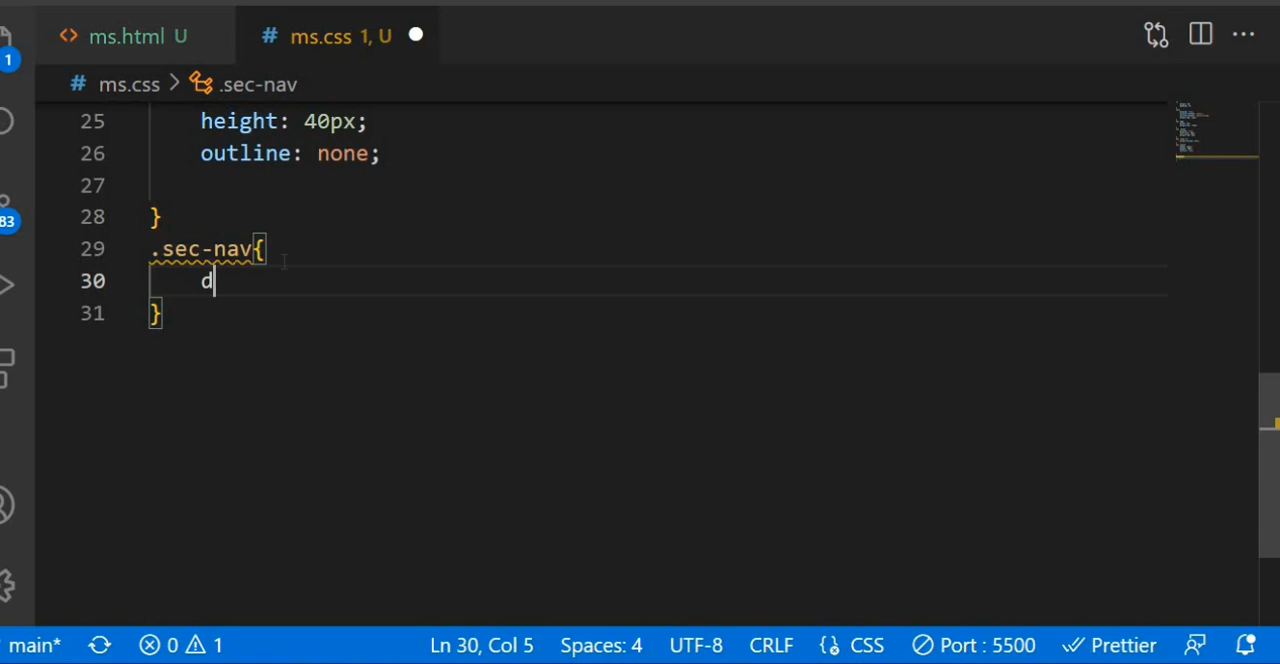 ms.html U
ms.css 1, U
ms.css > .sec-nav
1
83
25 height: 40px;
26 outline: none;
27
28 }
29 .sec-nav{
30 d
31 }
main* 0 1 Ln 30, Col 5 Spaces: 4 UTF-8 CRLF {} CSS Port : 5500 Prettier